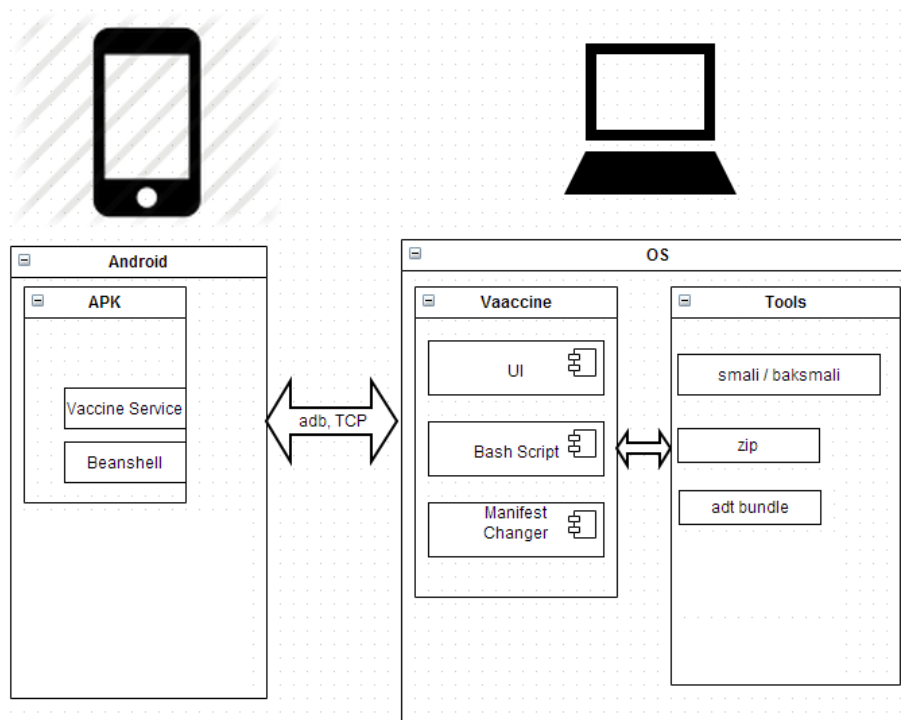 Android
APK
Vaccine Service
Beanshell
adb, TCP
OS
Vaaccine
UI
Bash Script
Manifest
Changer
Tools
smali / baksmali
zip
adt bundle